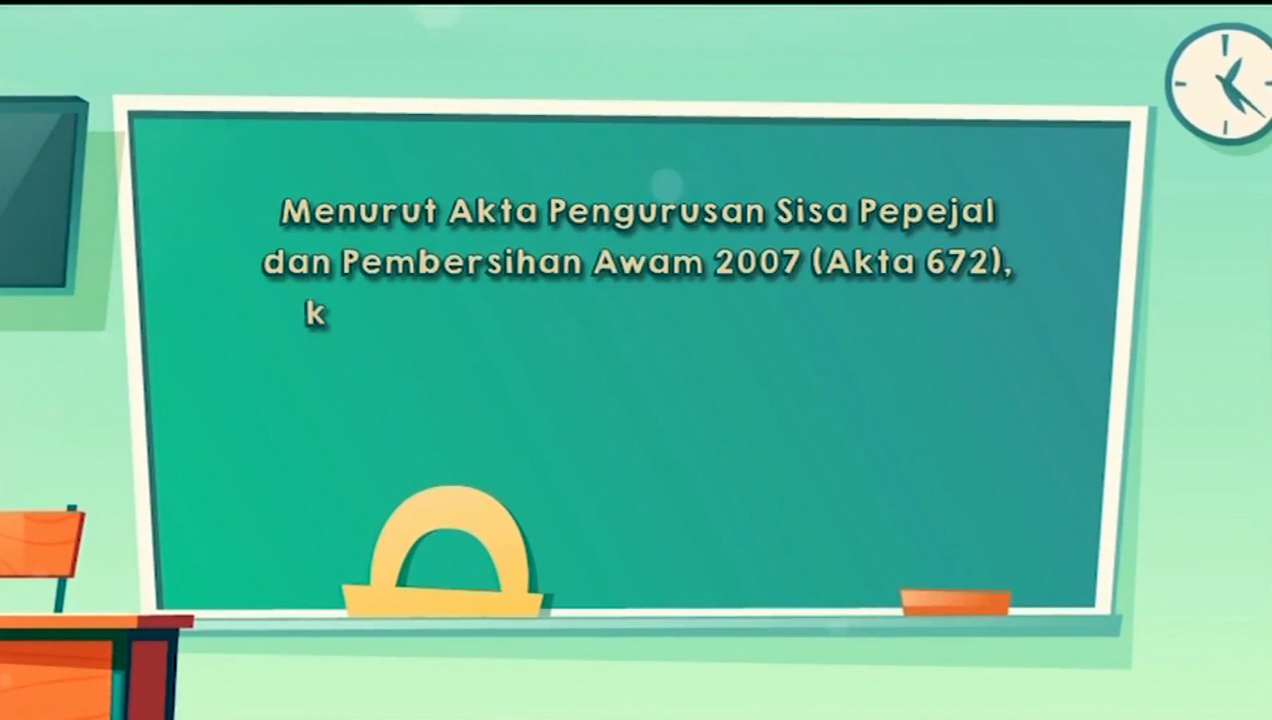 Menurut Akta Pengurusan Sisa Pepejal
dan Pembersihan Awam 2007 (Akta 672),
k